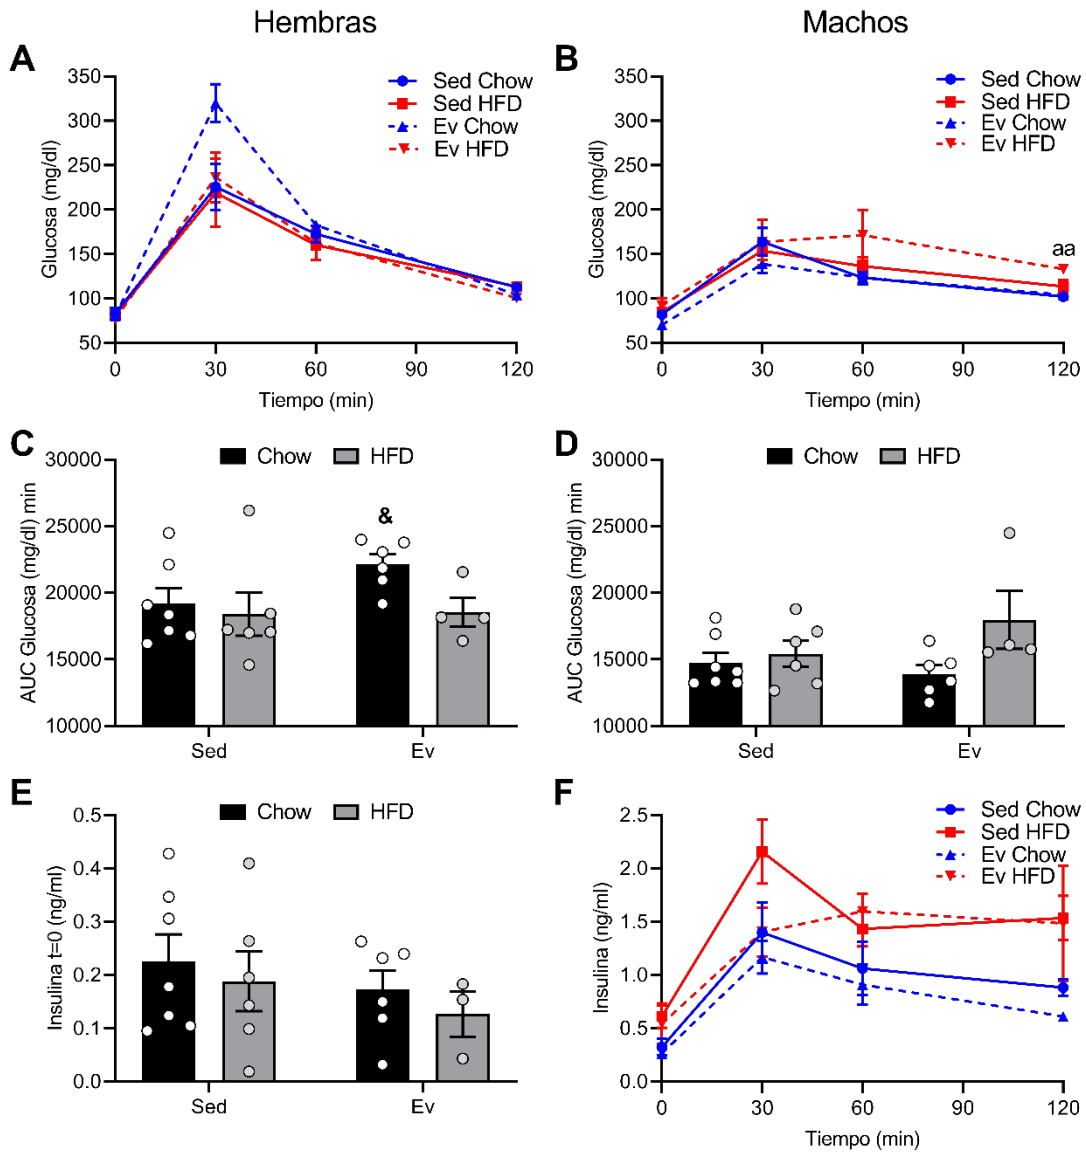 Hembras
Machos
A
350
300
250
200
150
100
50
Glucosa (mg/dl)
0
30
60
90
120
Tiempo (min)
Sed Chow
Sed HFD
Ev Chow
Ev HFD
B
350
300
250
200
150
100
50
Glucosa (mg/dl)
0
30
60
90
120
Tiempo (min)
Sed Chow
Sed HFD
Ev Chow
Ev HFD
aa
C
30000
25000
20000
15000
10000
AUC Glucosa (mg/dl) min
Chow
HFD
&
Sed
Ev
D
30000
25000
20000
15000
10000
AUC Glucosa (mg/dl) min
Chow
HFD
Sed
Ev
E
0.5
0.4
0.3
0.2
0.1
0.0
Insulina t=0 (ng/ml)
Chow
HFD
Sed
Ev
F
2.5
2.0
1.5
1.0
0.5
0.0
Insulina (ng/ml)
0
30
60
90
120
Tiempo (min)
Sed Chow
Sed HFD
Ev Chow
Ev HFD